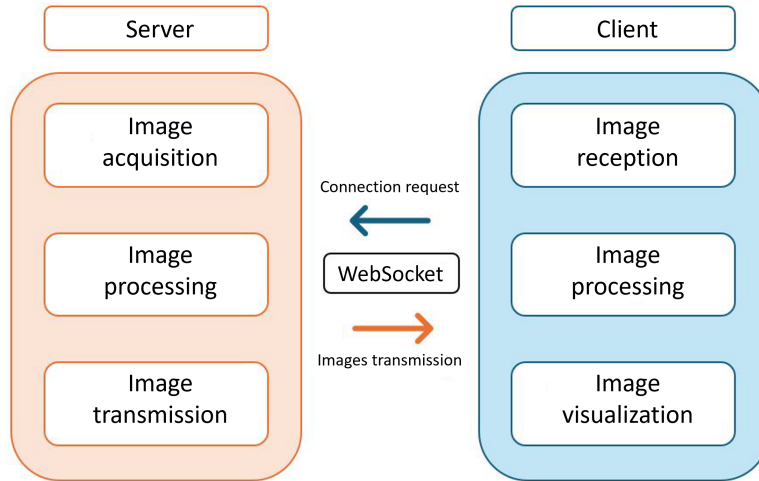 Server
Client
Image
acquisition
Image
reception
Connection request
Image
processing
WebSocket
Image
processing
Images transmission
Image
transmission
Image
visualization